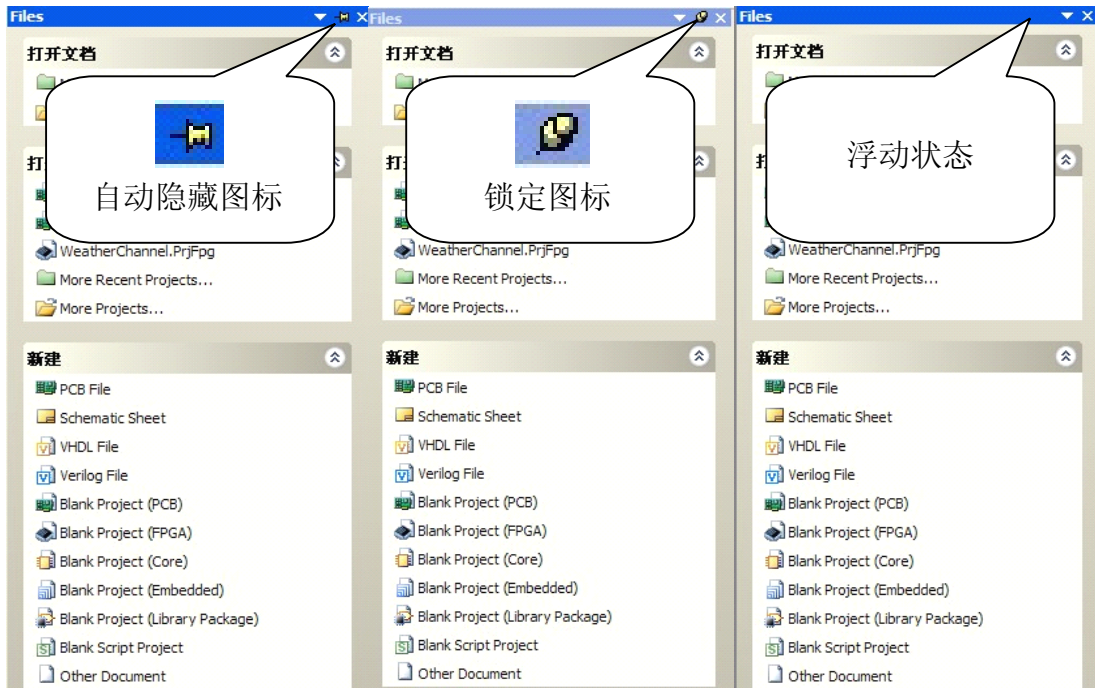 Files
打开文档
自动隐藏图标
WeatherChannel.PrjFpg
More Recent Projects...
More Projects...
新建
PCB File
Schematic Sheet
VHDL File
Verilog File
Blank Project (PCB)
Blank Project (FPGA)
Blank Project (Core)
Blank Project (Embedded)
Blank Project (Library Package)
Blank Script Project
Other Document
Files
打开文档
锁定图标
WeatherChannel.PrjFpg
More Recent Projects...
More Projects...
新建
PCB File
Schematic Sheet
VHDL File
Verilog File
Blank Project (PCB)
Blank Project (FPGA)
Blank Project (Core)
Blank Project (Embedded)
Blank Project (Library Package)
Blank Script Project
Other Document
Files
打开文档
浮动状态
WeatherChannel.PrjFpg
More Recent Projects...
More Projects...
新建
PCB File
Schematic Sheet
VHDL File
Verilog File
Blank Project (PCB)
Blank Project (FPGA)
Blank Project (Core)
Blank Project (Embedded)
Blank Project (Library Package)
Blank Script Project
Other Document